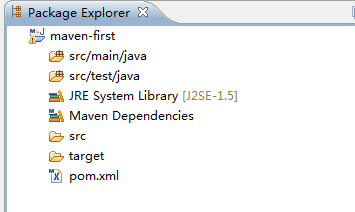 Package Explorer
maven-first
src/main/java
src/test/java
JRE System Library [J2SE-1.5]
Maven Dependencies
src
target
pom.xml